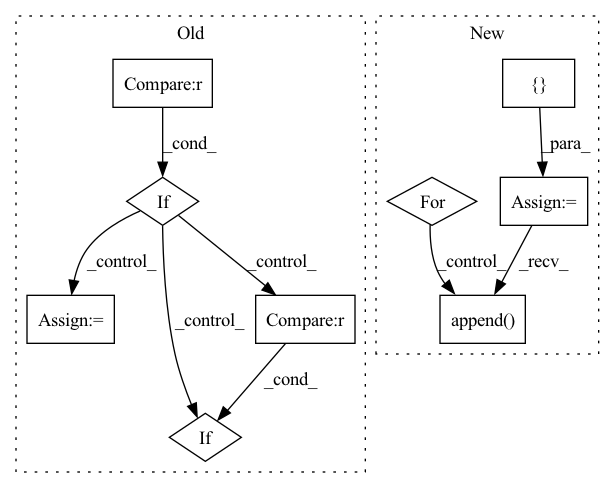 Old
New
Compare:r
{}
_cond_
_para_
If
For
Assign:=
_control_
_control_
_control_
_recv_
_control_
Assign:=
Compare:r
append()
_cond_
If